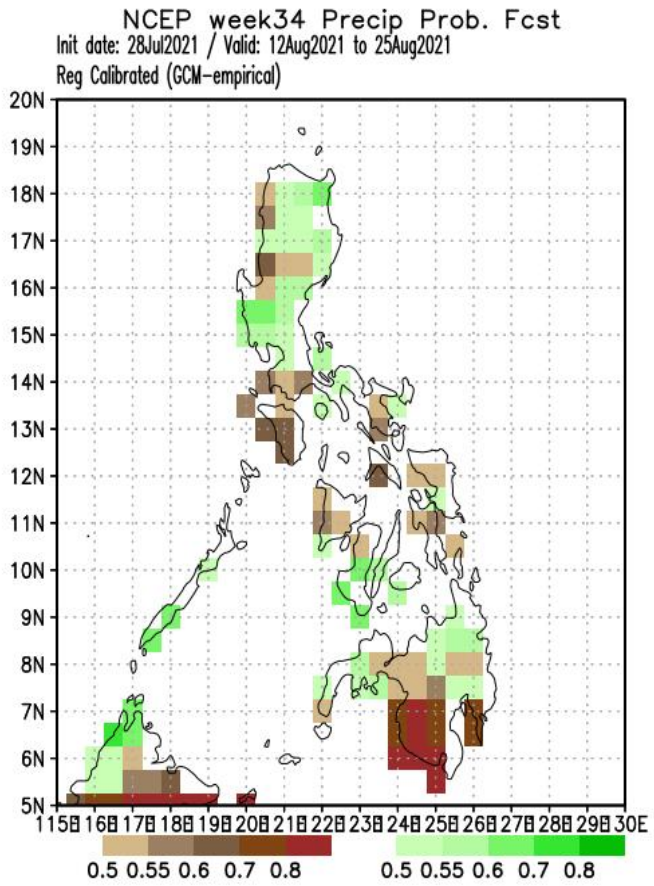 NCEP week34 Precip Prob. Fcst
Init date: 28Jul2021 / Valid: 12Aug2021 to 25Aug2021
Reg Calibrated (GCM-empirical)
20N
19N
18N
17N
16N
15N
14N
13N
12N
11N
10N
9N
8N
7N
6N
5N
115E 116E 117E 118E 119E 120E 121E 122E 123E 124E 125E 126E 127E 128E 129E 130E
0.5 0.55 0.6 0.7 0.8 0.5 0.55 0.6 0.7 0.8